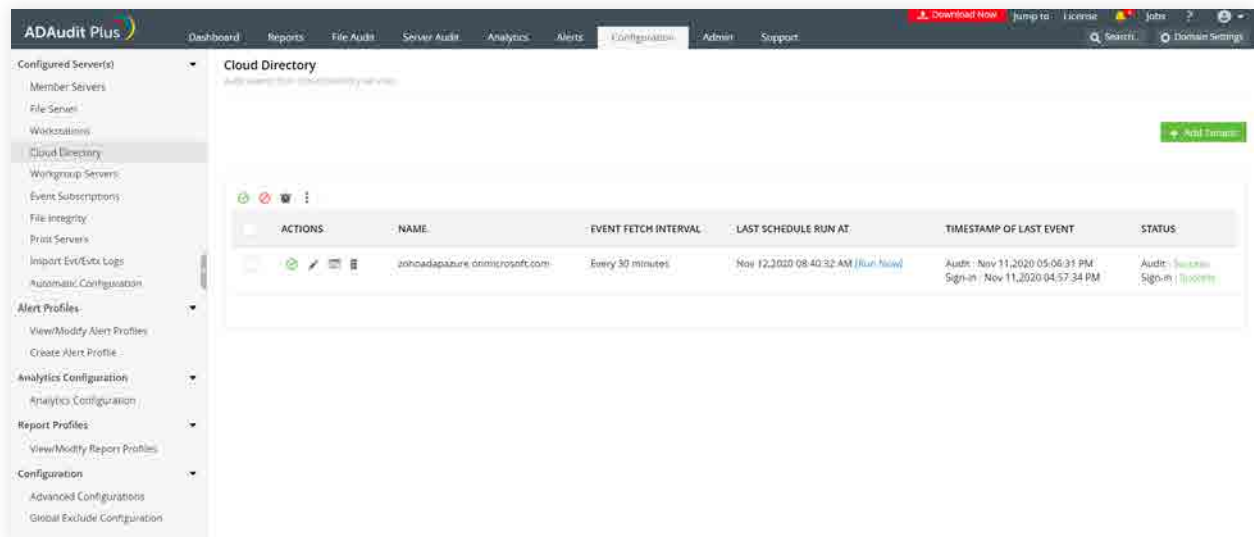 Download Now Jump to License Jobs ?
ADAudit Plus
Dashboard Reports File Audit Server Audit Analytics Alerts Configuration Admin Support
Search... Domain Settings
Configured Server(s)
Member Servers
File Server
Workstations
Cloud Directory
Workgroup Servers
Event Subscriptions
File Integrity
Print Servers
Import Evt/Evtx Logs
Automatic Configuration
Alert Profiles
View/Modify Alert Profiles
Create Alert Profile
Analytics Configuration
Analytics Configuration
Report Profiles
View/Modify Report Profiles
Configuration
Advanced Configurations
Global Exclude Configuration
Cloud Directory
+ Add Tenant
ACTIONS NAME EVENT FETCH INTERVAL LAST SCHEDULE RUN AT TIMESTAMP OF LAST EVENT STATUS
zohoadapazure.onmicrosoft.com Every 30 minutes Nov 12,2020 08:40:32 AM [Run Now] Audit : Nov 11,2020 05:06:31 PM Audit : Success
Sign-in : Nov 11,2020 04:57:34 PM Sign-in : Success